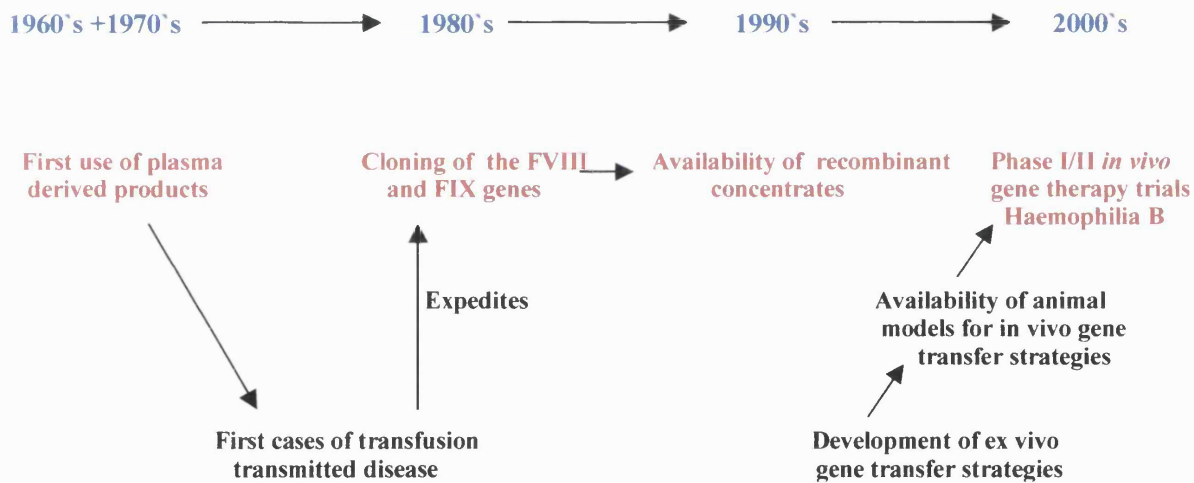 1960`s +1970`s
1980`s
1990`s
2000`s
First use of plasma
derived products
Cloning of the FVIII
and FIX genes
Availability of recombinant
concentrates
Phase I/II in vivo
gene therapy trials
Haemophilia B
Expedites
Availability of animal
models for in vivo gene
transfer strategies
First cases of transfusion
transmitted disease
Development of ex vivo
gene transfer strategies